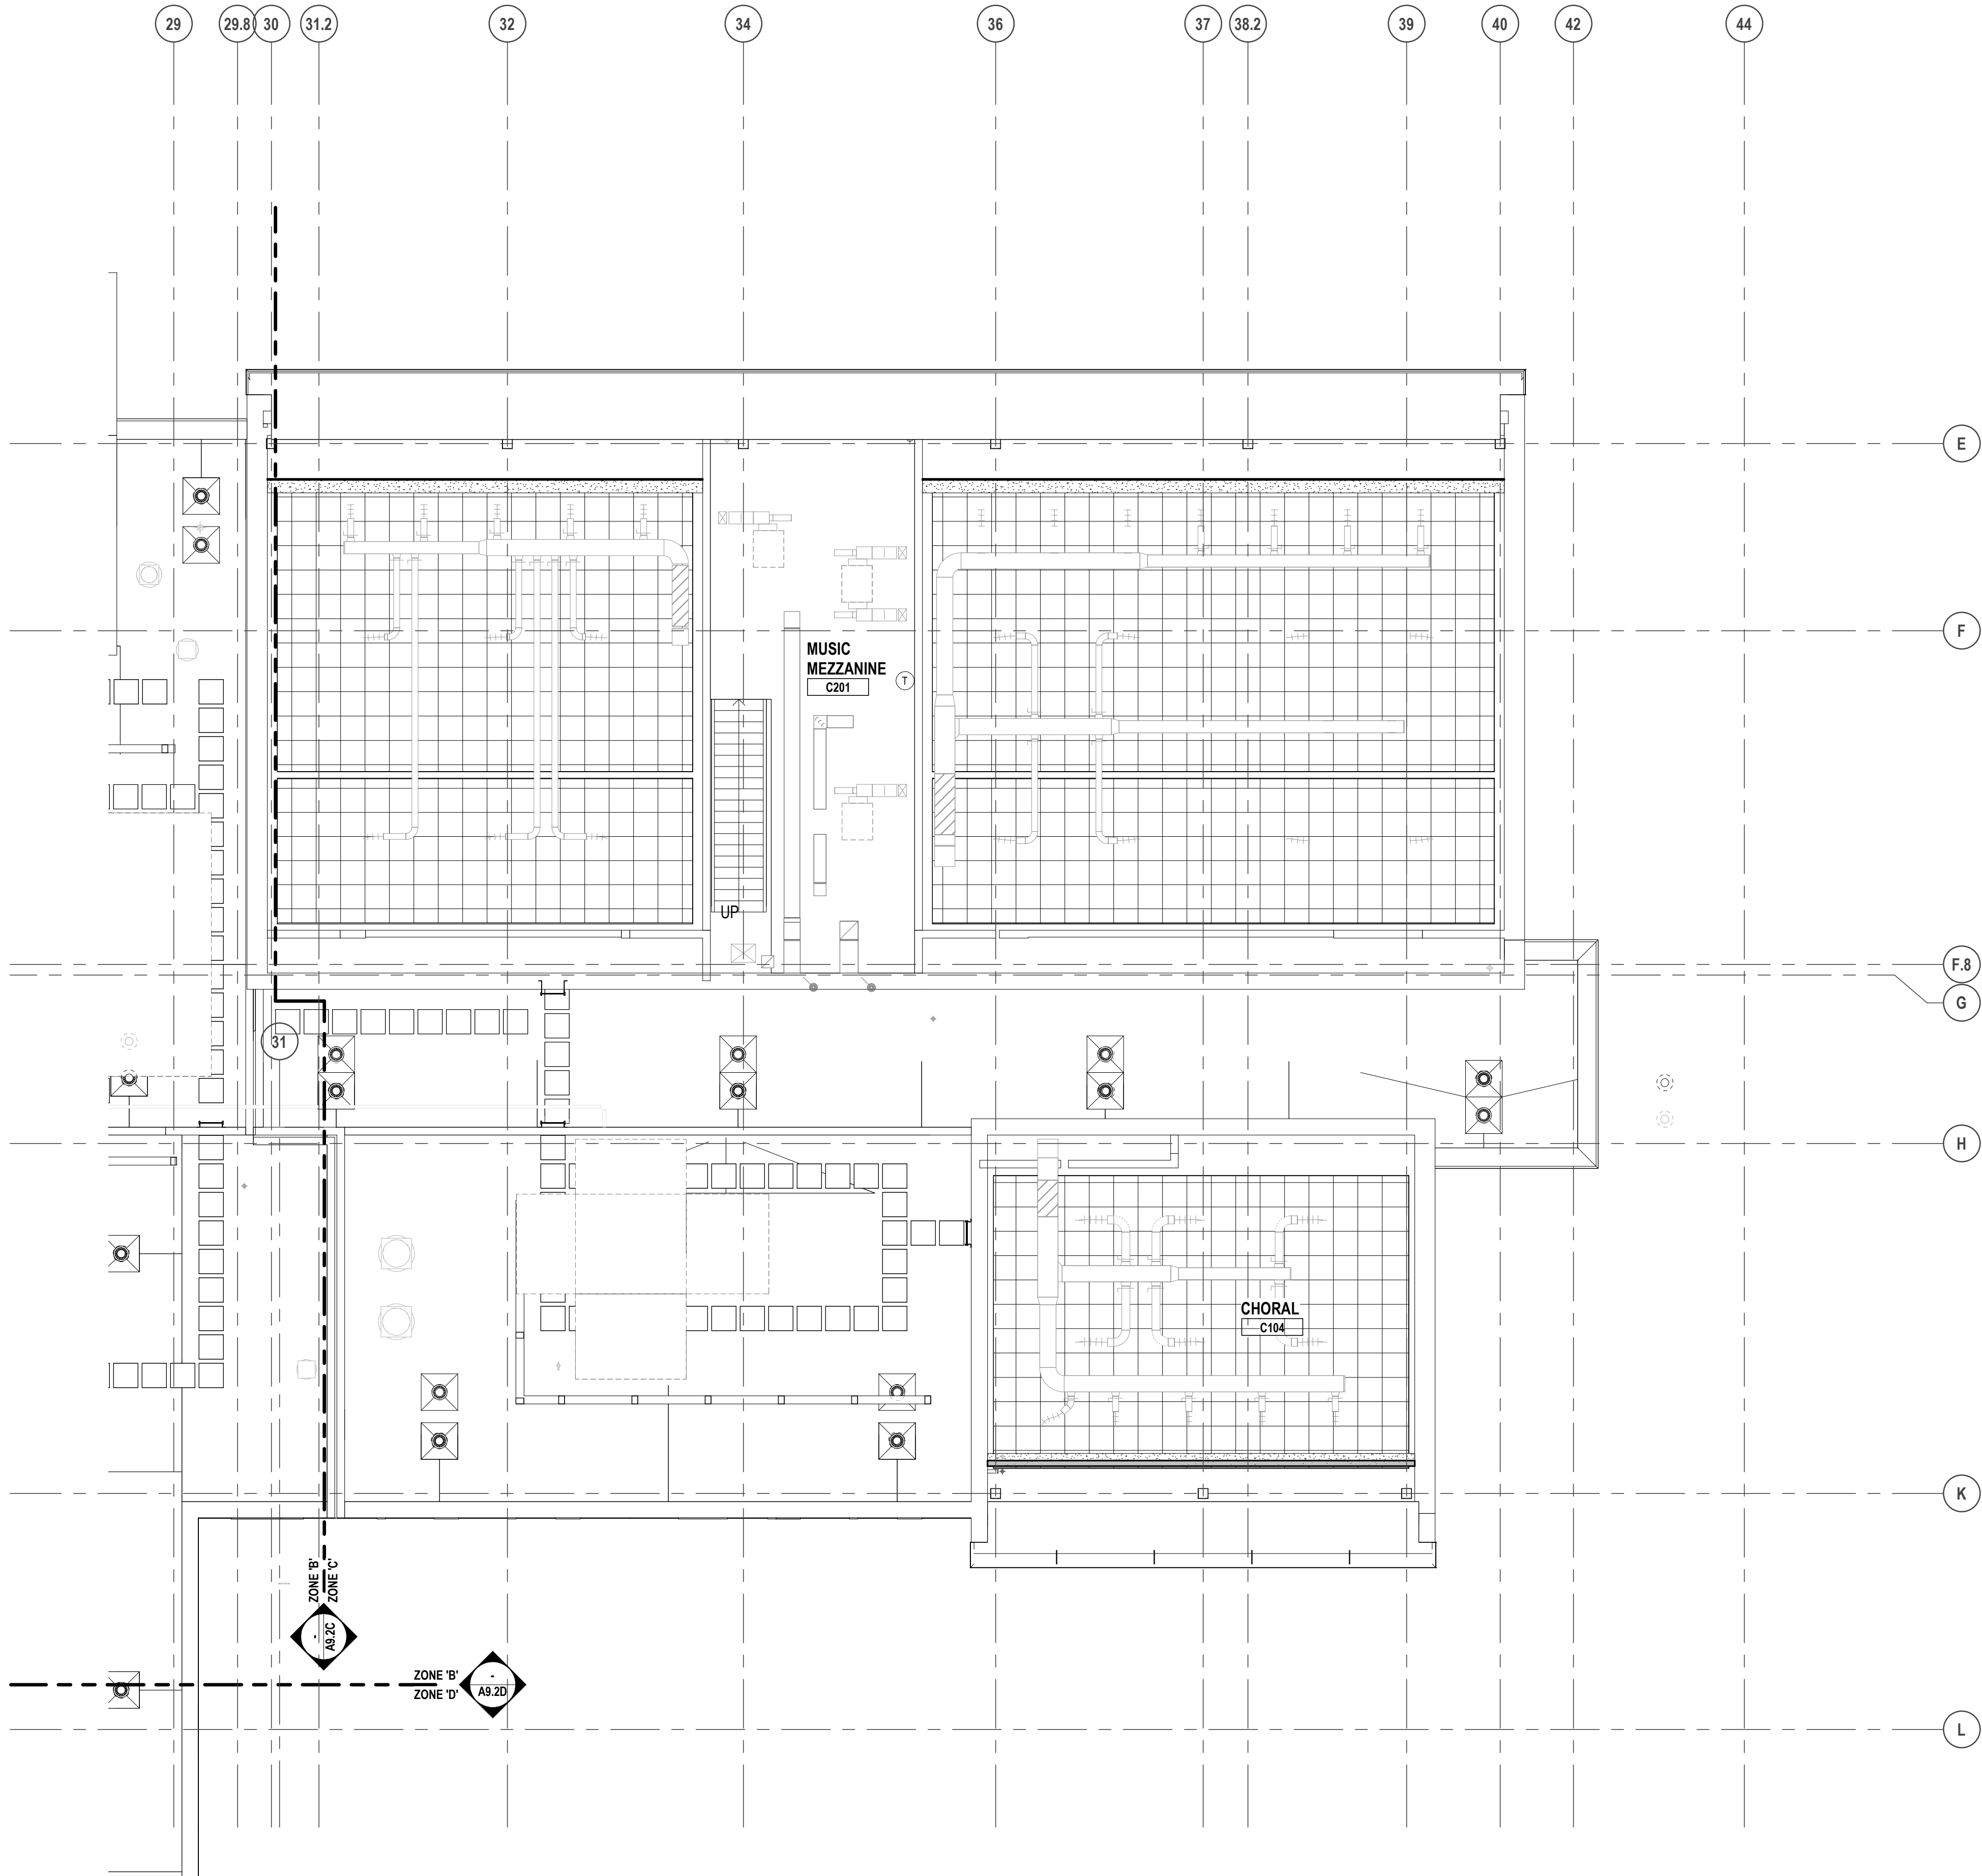 29
29.8
30
31.2
32
34
36
37
38.2
39
40
42
44
E
F
MUSIC
MEZZANINE
C201
T
UP
F.8
G
31
H
CHORAL
C104
K
ZONE 'B'
ZONE 'C'
-
A9.2C
ZONE 'B'
ZONE 'D'
-
A9.2D
L